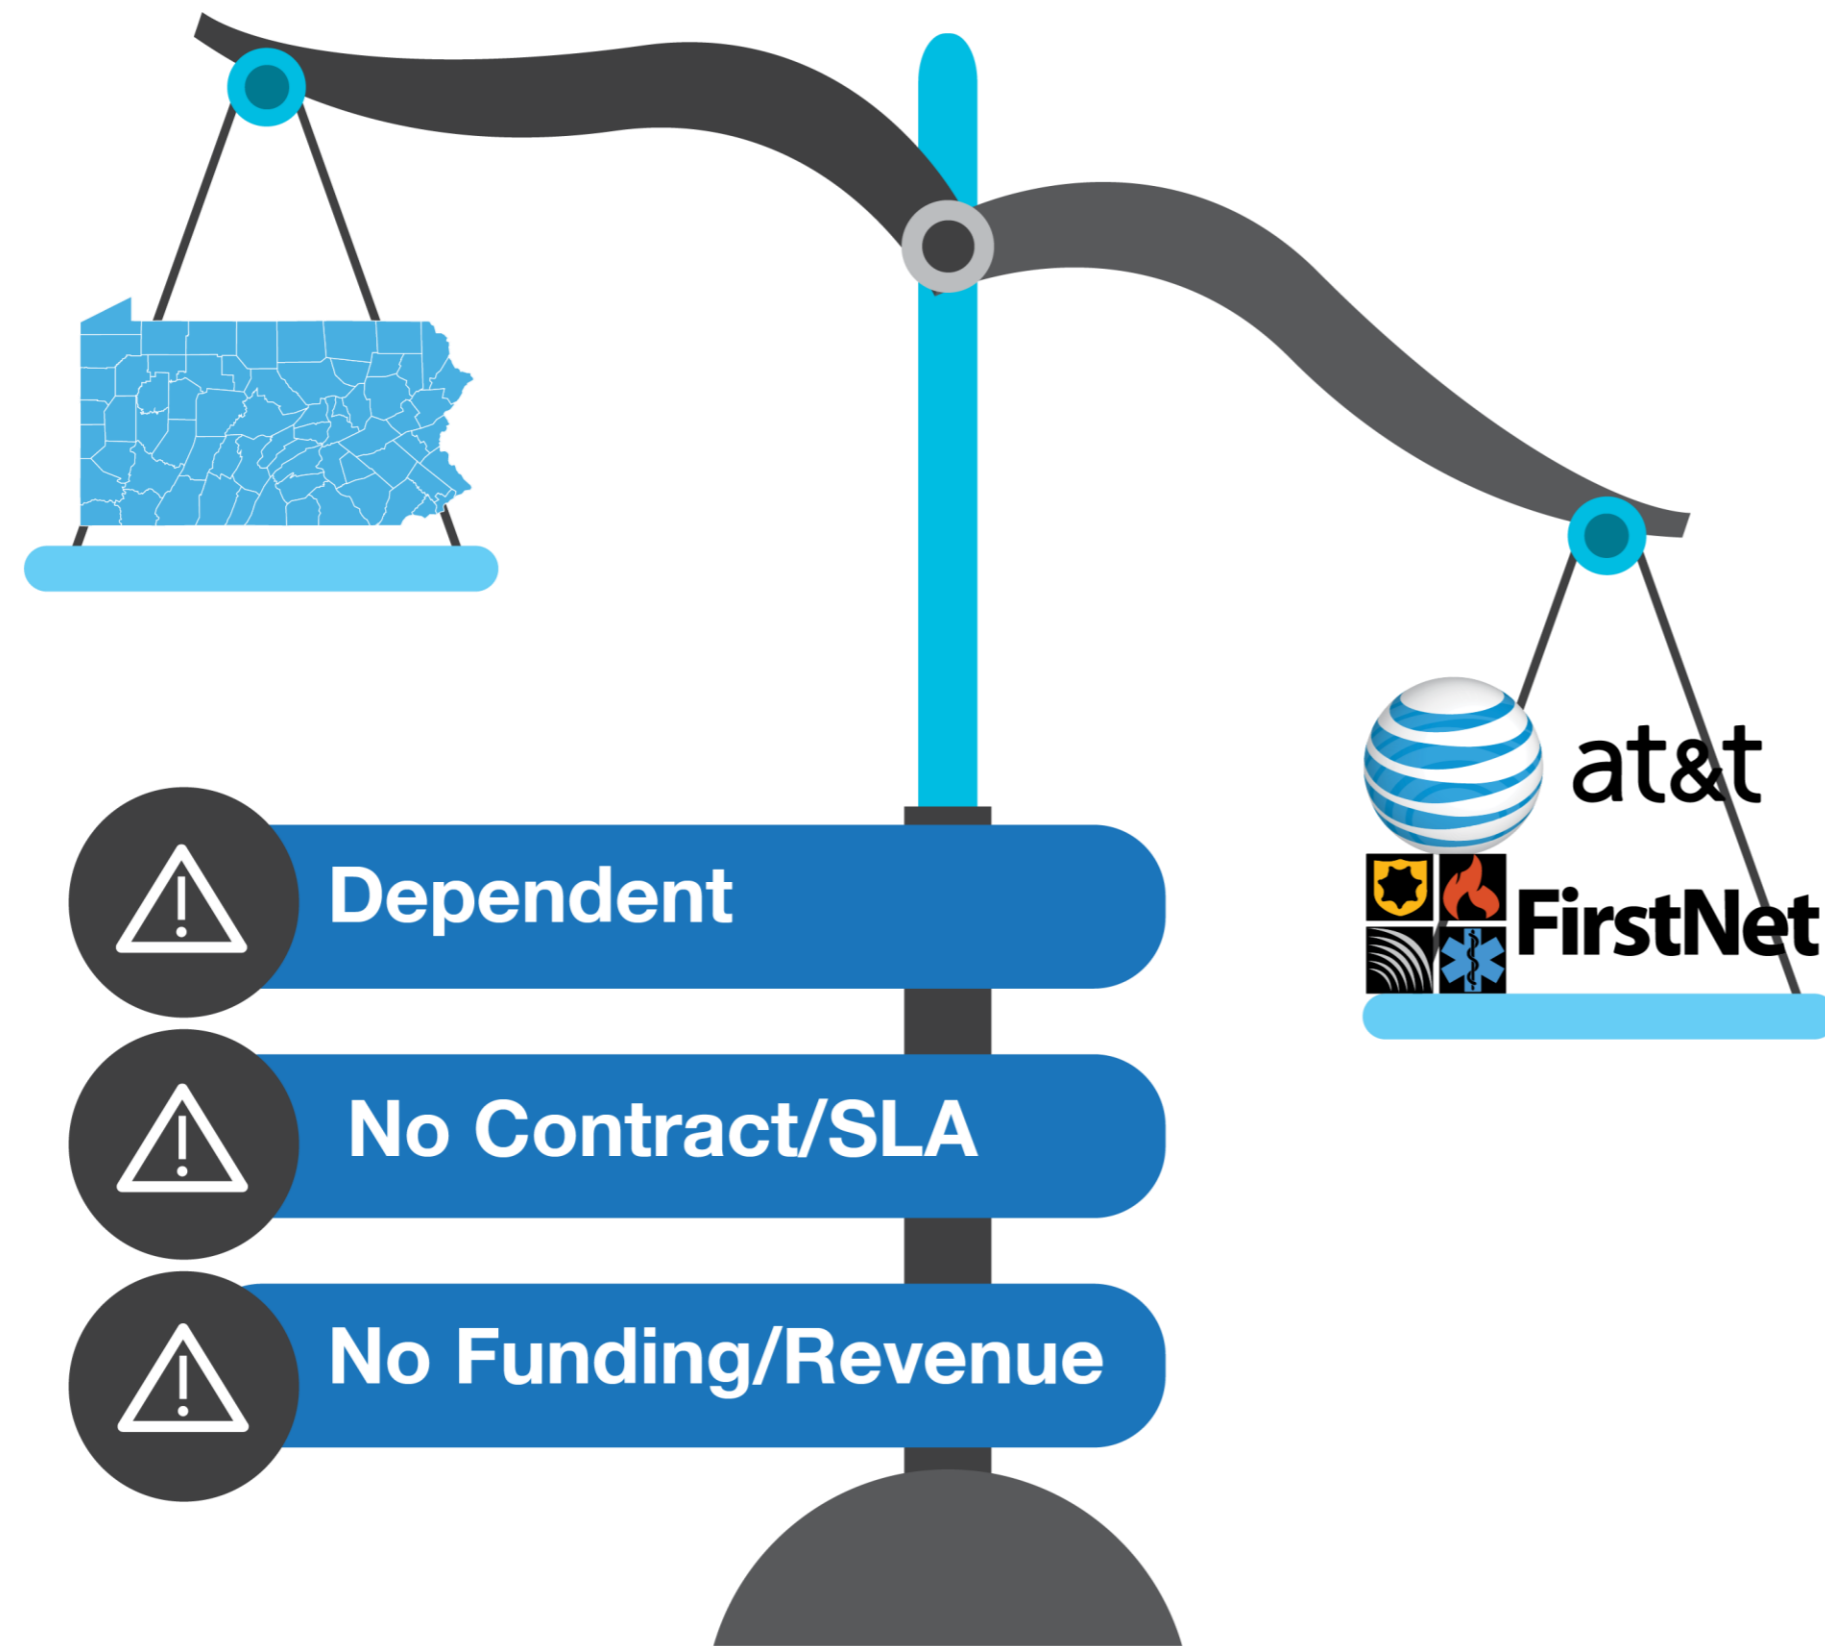 at&t
FirstNet
Dependent
No Contract/SLA
No Funding/Revenue